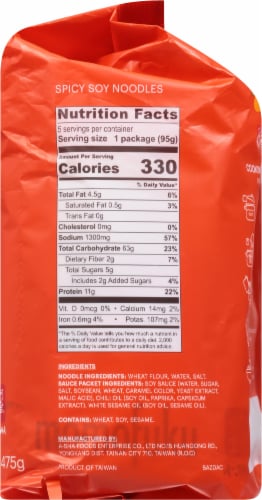 SPICY SOY NOODLES
Nutrition Facts
5 servings per container
Serving size 1 package (95g)
Amount Per Serving
Calories 330
% Daily Value*
Total Fat 4.5g 6%
Saturated Fat 0.5g 3%
Trans Fat 0g
Cholesterol 0mg 0%
Sodium 1300mg 57%
Total Carbohydrate 63g 23%
Dietary Fiber 2g 7%
Total Sugars 5g
Includes 2g Added Sugars 4%
Protein 11g 22%
Vit. D 0mcg 0% • Calcium 14mg 2%
Iron 0.6mg 4% • Potas. 107mg 2%
*The % Daily Value tells you how much a nutrient in
a serving of food contributes to a daily diet. 2,000
calories a day is used for general nutrition advice.
INGREDIENTS
NOODLE INGREDIENTS: WHEAT FLOUR, WATER, SALT.
SAUCE PACKET INGREDIENTS: SOY SAUCE (WATER, SUGAR,
SALT, SOYBEAN, WHEAT, CARAMEL COLOR, YEAST EXTRACT,
MALIC ACID), CHILI OIL (SOY OIL, PAPRIKA, CAPSICUM
EXTRACT), WHITE SESAME OIL (SOY OIL, SESAME OIL).
CONTAINS: WHEAT, SOY, SESAME.
MANUFACTURED BY:
A-SHA FOODS ENTERPRISE CO., LTD NO.15 HUANGONG RD,
YONGKANG DIST. TAINAN CITY 710, TAIWAN (R.O.C)
PRODUCT OF TAIWAN
475g